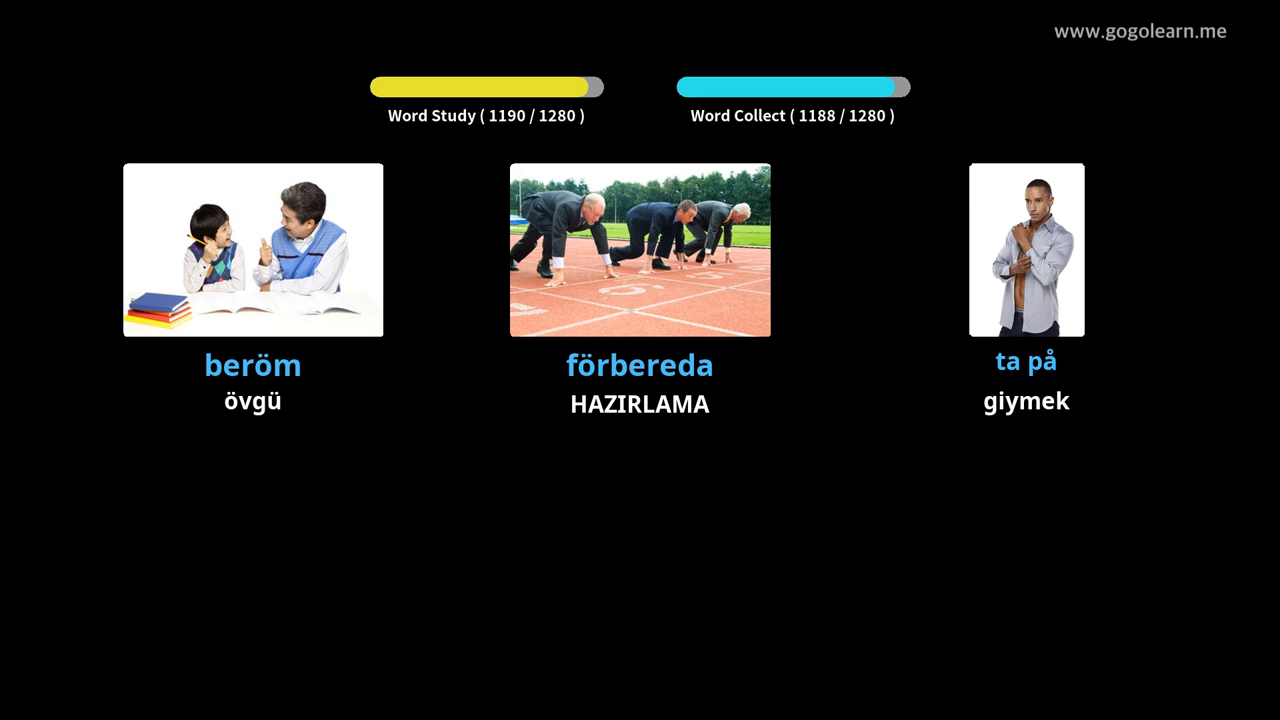 www.gogolearn.me
Word Study ( 1190 / 1280 )
Word Collect ( 1188 / 1280 )
beröm
övgü
förbereda
HAZIRLAMA
ta på
giymek